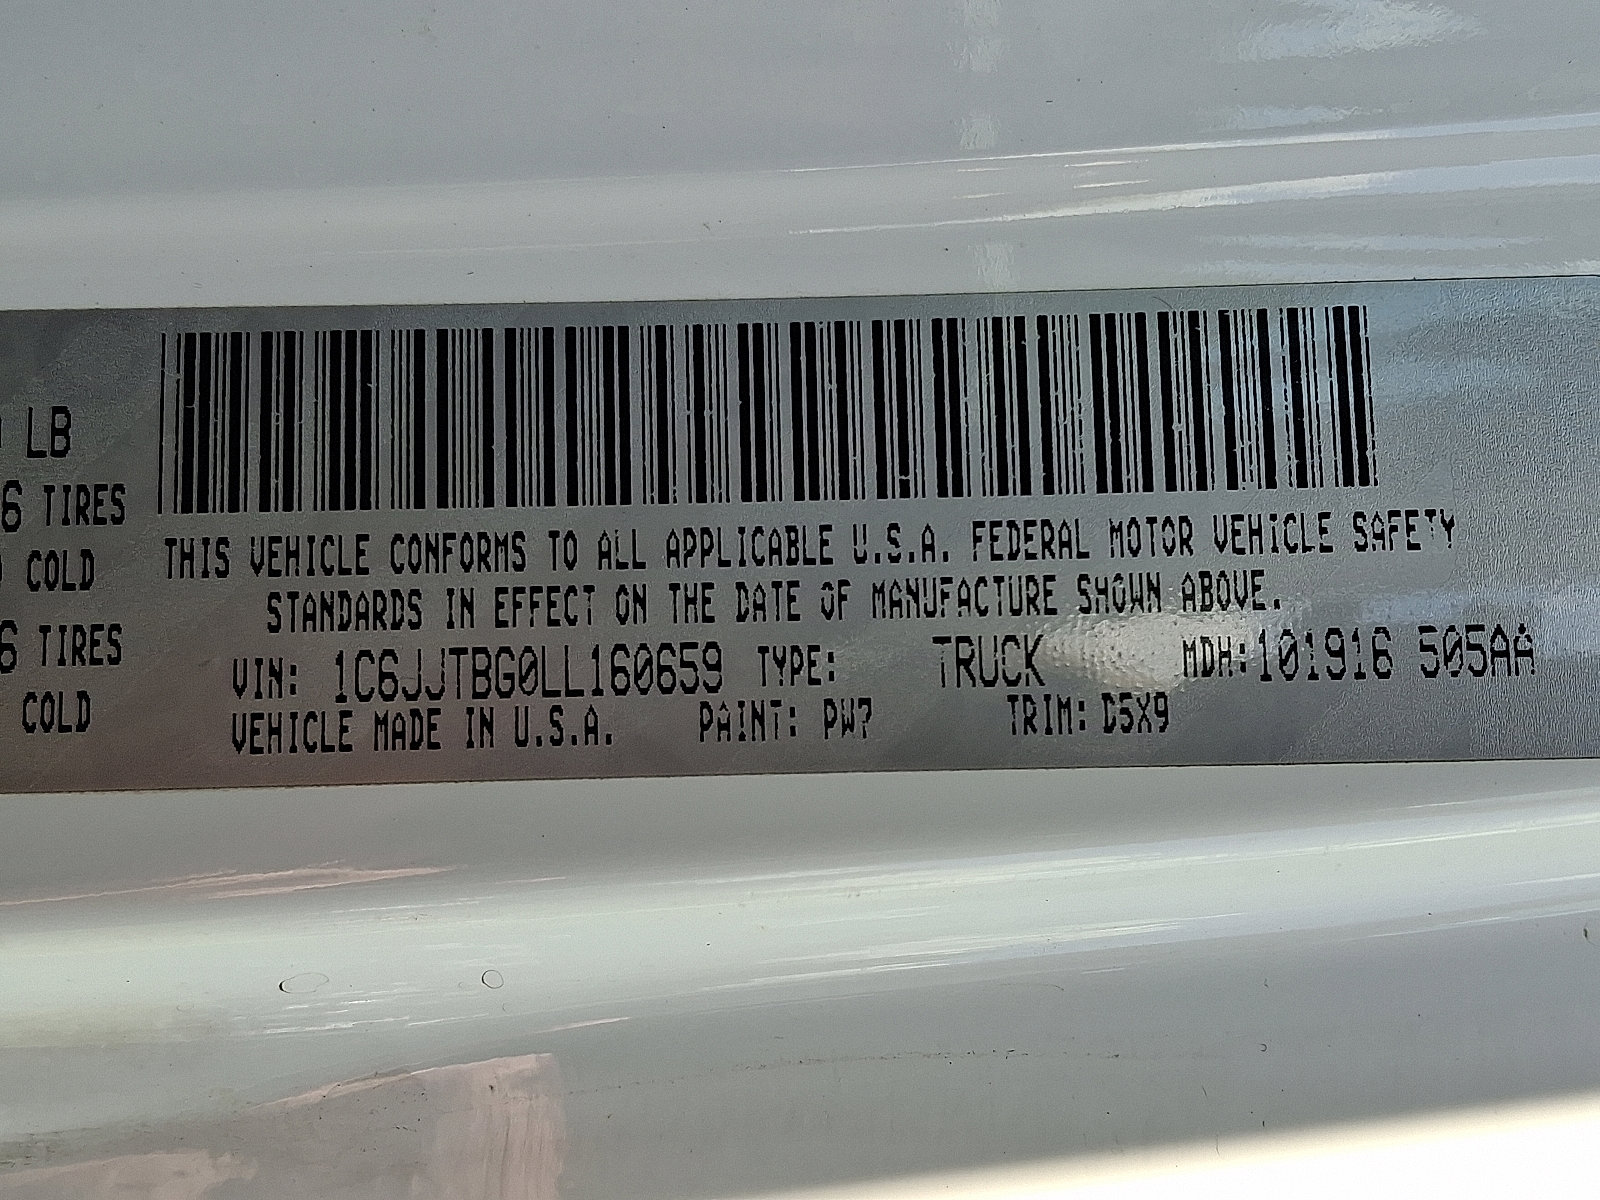 LB
6 TIRES
COLD
6 TIRES
COLD
THIS VEHICLE CONFORMS TO ALL APPLICABLE U.S.A. FEDERAL MOTOR VEHICLE SAFETY
STANDARDS IN EFFECT ON THE DATE OF MANUFACTURE SHOWN ABOVE.
VIN: 1C6JJTBG0LL160659 TYPE: TRUCK MDH:101916 505AA
VEHICLE MADE IN U.S.A. PAINT: PW7 TRIM: D5X9